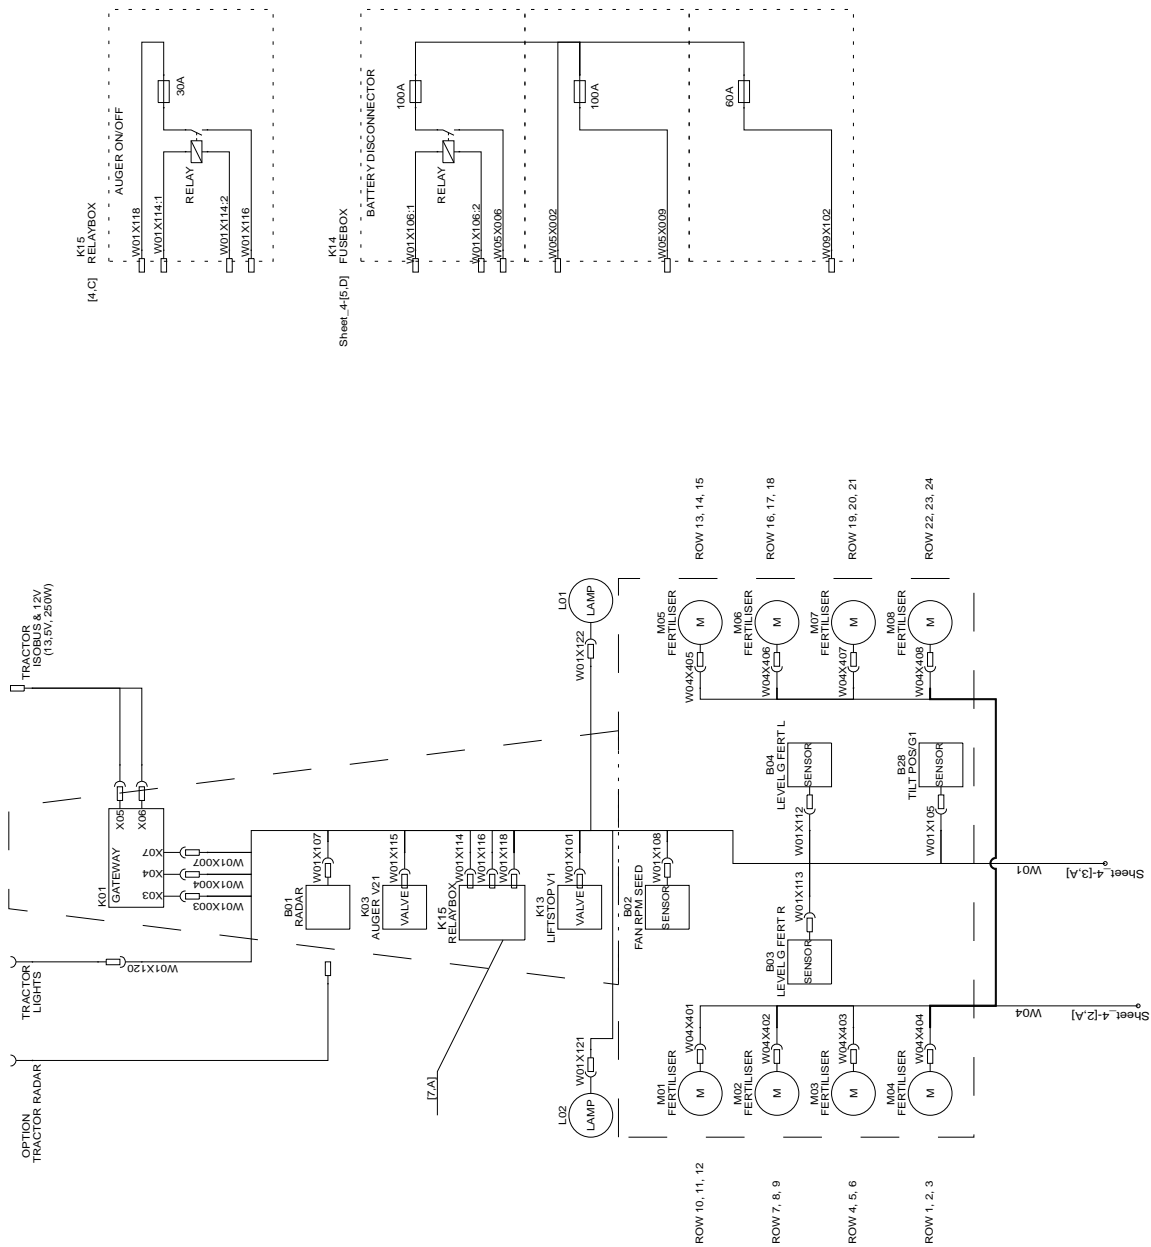 K15
RELAYBOX
[4,C]
AUGER ON/OFF
30A
RELAY
W01X118
W01X114:1
W01X114:2
W01X116
K14
FUSEBOX
Sheet_4-[5,D]
BATTERY DISCONNECTOR
100A
RELAY
W01X106:1
W01X106:2
W05X006
100A
W05X002
W05X009
60A
W09X102
TRACTOR
ISOBUS & 12V
(13,5V, 250W)
X05
X06
K01
GATEWAY
X07
X04
X03
W01X007
W01X004
W01X003
TRACTOR
LIGHTS
W01X120
OPTION
TRACTOR RADAR
B01
RADAR
W01X107
K03
AUGER V21
VALVE
W01X115
K15
RELAYBOX
W01X114
W01X116
W01X118
[7,A]
K13
LIFTSTOP V1
VALVE
W01X101
L01
LAMP
W01X122
L02
LAMP
W01X121
B02
FAN RPM SEED
SENSOR
W01X108
M05
FERTILISER
M
W04X405
ROW 13, 14, 15
M06
FERTILISER
M
W04X406
ROW 16, 17, 18
M07
FERTILISER
M
W04X407
ROW 19, 20, 21
M08
FERTILISER
M
W04X408
ROW 22, 23, 24
B04
LEVEL G FERT L
SENSOR
W01X112
B28
TILT POS/G1
SENSOR
W01X105
B03
LEVEL G FERT R
SENSOR
W01X113
W01
Sheet_4-[3,A]
M01
FERTILISER
M
W04X401
ROW 10, 11, 12
M02
FERTILISER
M
W04X402
ROW 7, 8, 9
M03
FERTILISER
M
W04X403
ROW 4, 5, 6
M04
FERTILISER
M
W04X404
ROW 1, 2, 3
W04
Sheet_4-[2,A]